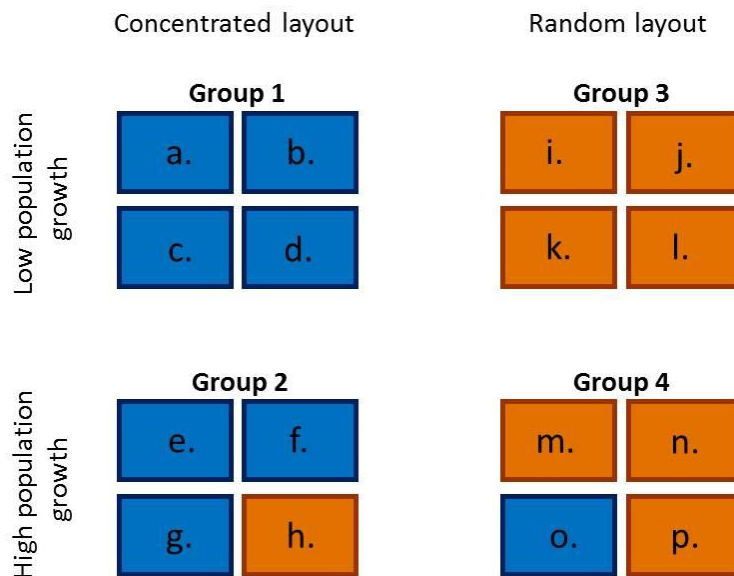 Concentrated layout
Random layout
Low population
growth
Group 1
a.
b.
c.
d.
Group 3
i.
j.
k.
l.
High population
growth
Group 2
e.
f.
g.
h.
Group 4
m.
n.
o.
p.